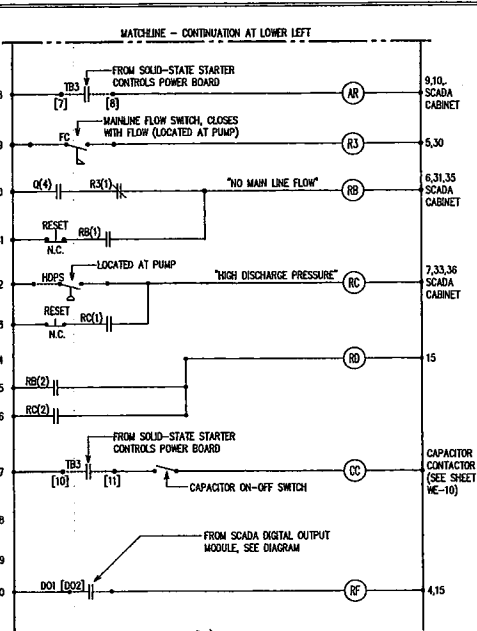 MATCHLINE – CONTINUATION AT LOWER LEFT
FROM SOLID-STATE STARTER
CONTROLS POWER BOARD
TB3
[7] [8]
AR
9,10,.
SCADA
CABINET
MAINLINE FLOW SWITCH, CLOSES
WITH FLOW (LOCATED AT PUMP)
FC
R3
5,30
Q(4) R3(1)
"NO MAIN LINE FLOW"
RB
6,31,35
SCADA
CABINET
RESET
RB(1)
N.C.
LOCATED AT PUMP
HDPS
"HIGH DISCHARGE PRESSURE"
RC
7,33,36
SCADA
CABINET
RESET
RC(1)
N.C.
RD
15
RB(2)
RC(2)
FROM SOLID-STATE STARTER
CONTROLS POWER BOARD
TB3
[10] [11]
CAPACITOR ON-OFF SWITCH
CC
CAPACITOR
CONTACTOR
(SEE SHEET
WE-10)
FROM SCADA DIGITAL OUTPUT
MODULE, SEE DIAGRAM
DO1 [DO2]
RF
4,15